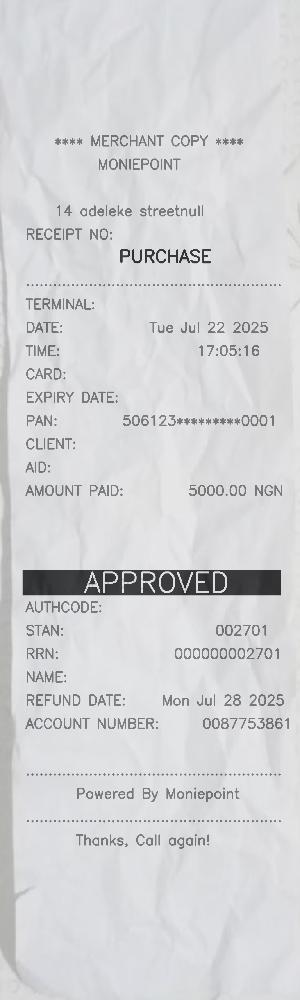 **** MERCHANT COPY ****
MONIEPOINT
14 adeleke streetnull
RECEIPT NO:
PURCHASE
TERMINAL:
DATE: Tue Jul 22 2025
TIME: 17:05:16
CARD:
EXPIRY DATE:
PAN: 506123*********0001
CLIENT:
AID:
AMOUNT PAID: 5000.00 NGN
APPROVED
AUTHCODE:
STAN: 002701
RRN: 000000002701
NAME:
REFUND DATE: Mon Jul 28 2025
ACCOUNT NUMBER: 0087753861
Powered By Moniepoint
Thanks, Call again!